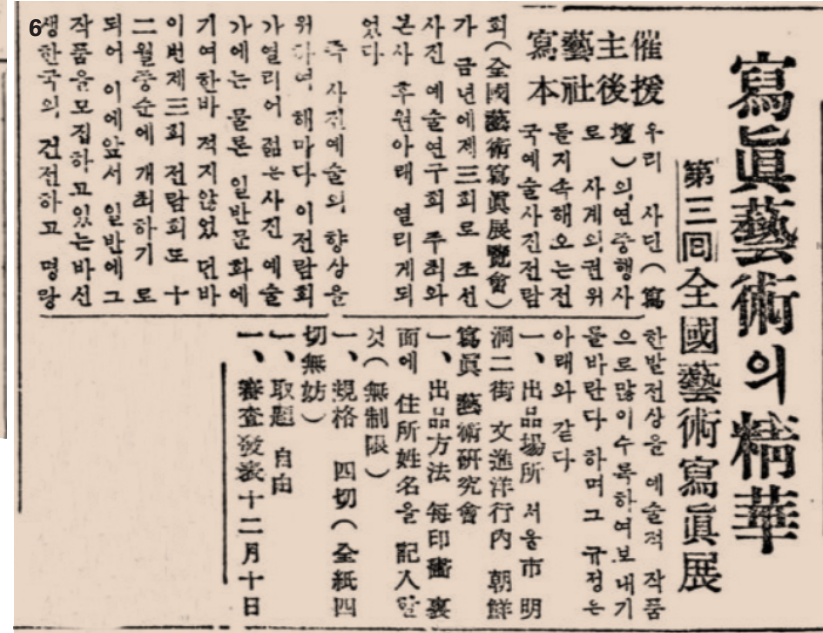 寫眞藝術의 精華
第三回全國藝術寫眞展
寫藝主催
本社後援
우리 사단(寫
壇)의연중행사
로 사계의권위
를지속해오는전
국예술사진전람
회(全國藝術寫眞展覽會)
가 금년에제三회로 조선
사진 예술연구회 주최와
본사 후원아래 열리게되
었다
즉 사진예술의 향상을
위하여 해마다 이전람회
가열리어 젊은사진 예술
가에는 물론 일반문화에
기여한바 적지않었 던바
이번제三회 전람회또 十
二월중순에 개최하기 로
되어 이에앞서 일반에그
작품을모집하고있는바선
생한국의 건전하고 명랑
한발전상을 예술적 작품
으로많이수록하여보내기
를바란다 하며그 규정은
아래와 같다
一、出品場所 서울市 明
洞二街 文進洋行內 朝鮮
寫眞 藝術硏究會
一、出品方法 每印畵 裏
面에 住所姓名을 記入할
것(無制限)
一、規格 四切(全紙四
切無妨)
一、取題 自由
一、審査發表十二月十日
6